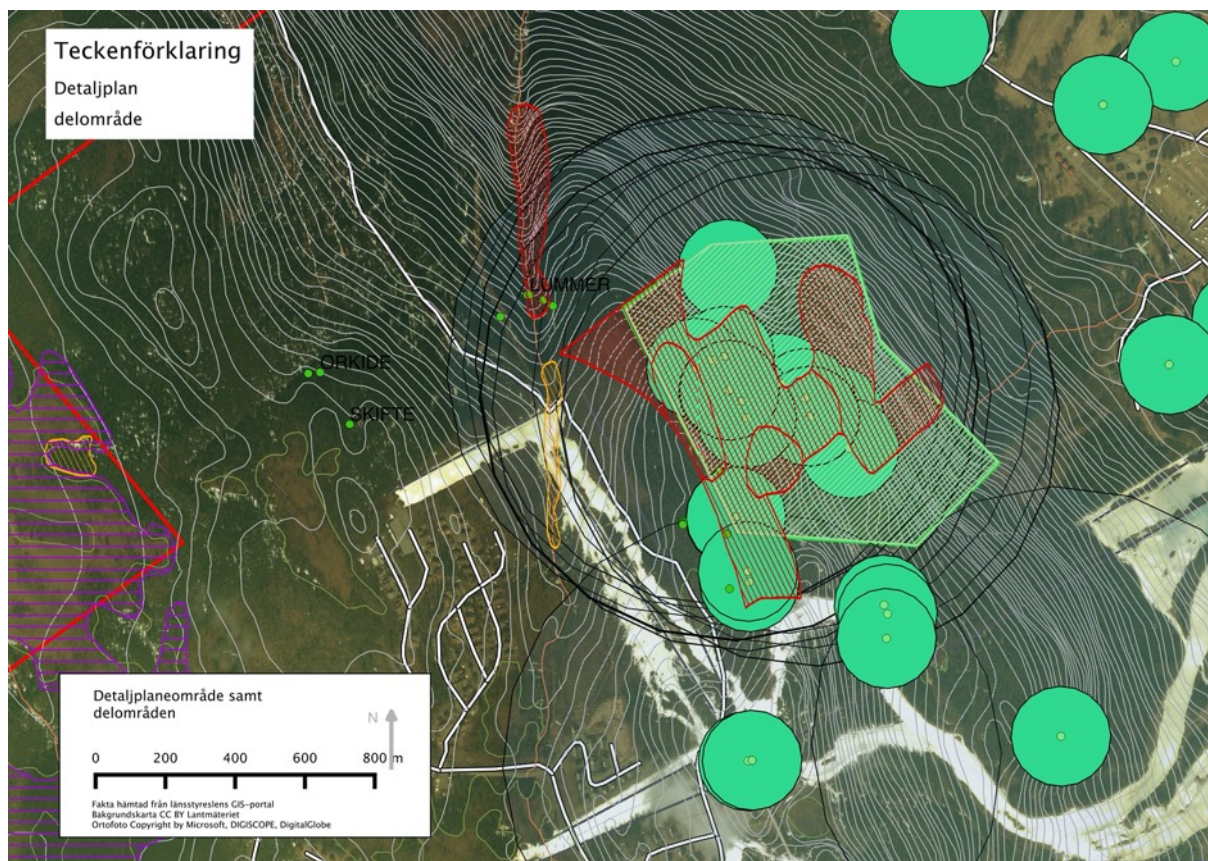 Teckenförklaring
Detaljplan
delområde
LUMMER
ORKIDE
SKIFTE
Detaljplaneområde samt
delområden
N
0 200 400 600 800 m
Fakta hämtad från länsstyreslens GIS-portal
Bakgrundskarta CC BY Lantmäteriet
Ortofoto Copyright by Microsoft, DIGISCOPE, DigitalGlobe